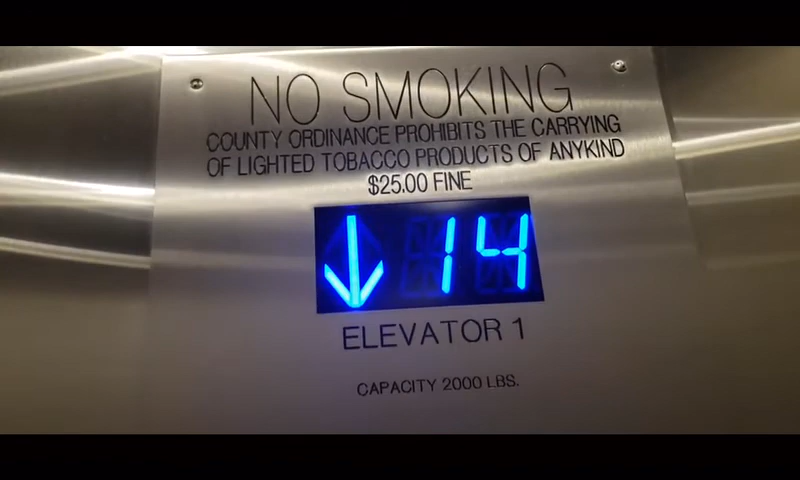 NO SMOKING
COUNTY ORDINANCE PROHIBITS THE CARRYING
OF LIGHTED TOBACCO PRODUCTS OF ANYKIND
$25.00 FINE
↓ 14
ELEVATOR 1
CAPACITY 2000 LBS.